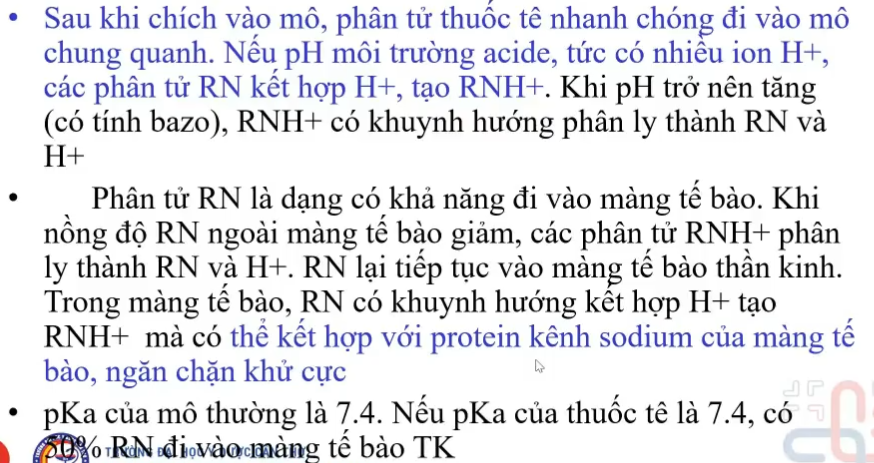 • Sau khi chích vào mô, phân tử thuốc tê nhanh chóng đi vào mô
chung quanh. Nếu pH môi trường acide, tức có nhiều ion H+,
các phân tử RN kết hợp H+, tạo RNH+. Khi pH trở nên tăng
(có tính bazo), RNH+ có khuynh hướng phân ly thành RN và
H+
• Phân tử RN là dạng có khả năng đi vào màng tế bào. Khi
nồng độ RN ngoài màng tế bào giảm, các phân tử RNH+ phân
ly thành RN và H+. RN lại tiếp tục vào màng tế bào thần kinh.
Trong màng tế bào, RN có khuynh hướng kết hợp H+ tạo
RNH+ mà có thể kết hợp với protein kênh sodium của màng tế
bào, ngăn chặn khử cực
• pKa của mô thường là 7.4. Nếu pKa của thuốc tê là 7.4, có
50% RN đi vào màng tế bào TK